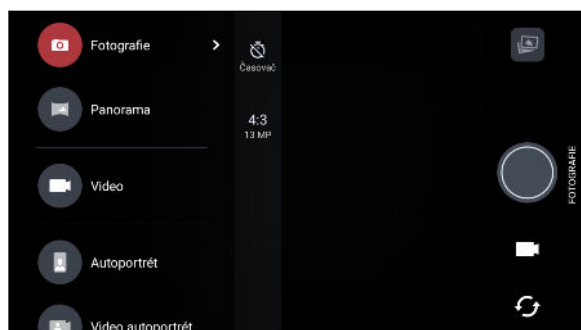 Fotografie
Panorama
Video
Autoportrét
Video autoportrét
Časovač
4:3
13 MP
FOTOGRAFIE